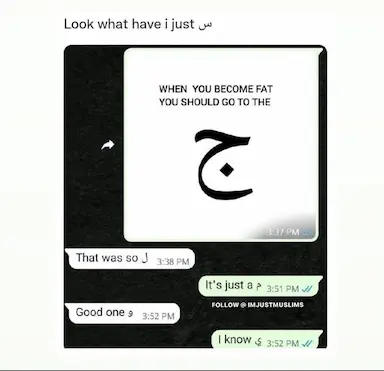 Look what have i just س
WHEN YOU BECOME FAT
YOU SHOULD GO TO THE
ج
3:37 PM
That was so ل 3:38 PM
It's just a م 3:51 PM
FOLLOW @ IMJUSTMUSLIMS
Good one و 3:52 PM
I know ي 3:52 PM